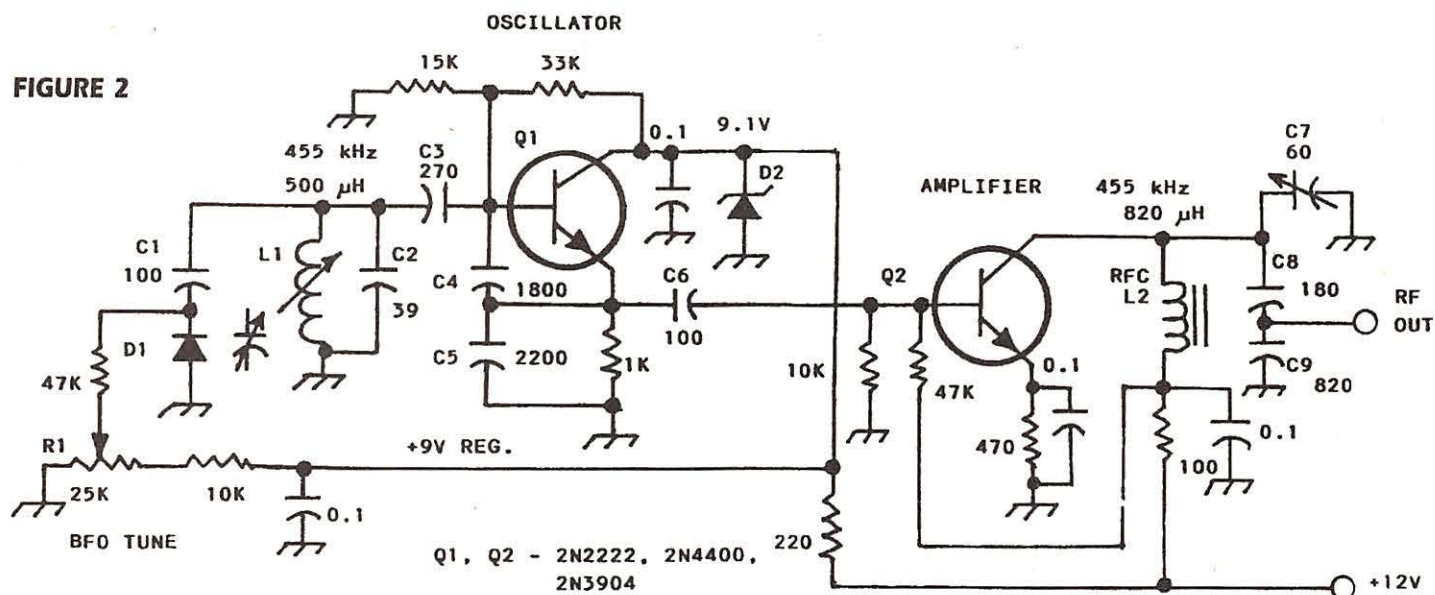 OSCILLATOR
FIGURE 2
15K
33K
Q1
0.1
9.1V
D2
455 kHz
500 µH
C3
270
C1
100
L1
C2
39
C4
1800
C5
2200
1K
C6
100
D1
47K
R1
25K
10K
BFO TUNE
+9V REG.
0.1
Q1, Q2 - 2N2222, 2N4400,
2N3904
220
AMPLIFIER
Q2
10K
47K
0.1
470
455 kHz
820 µH
RFC
L2
C7
60
C8
180
C9
820
RF
OUT
100
0.1
+12V